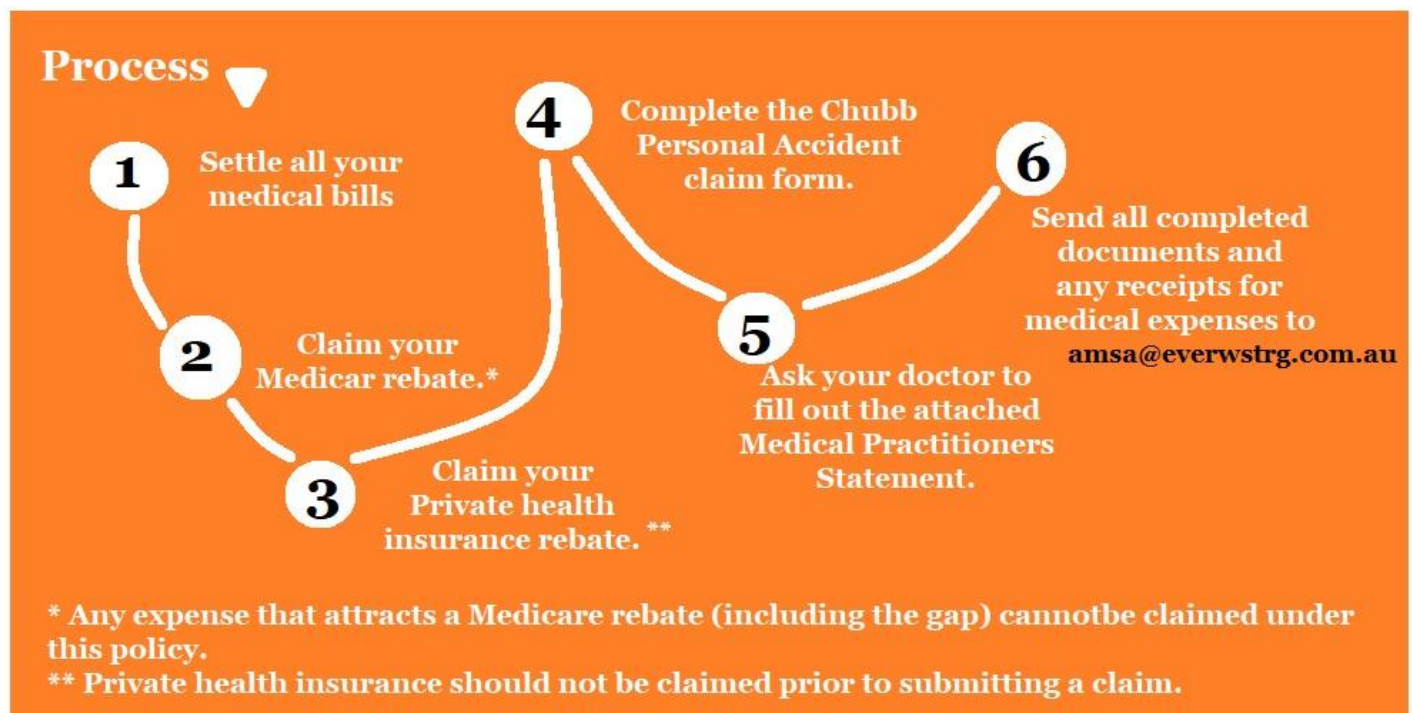 Process
1
Settle all your
medical bills
2
Claim your
Medicar rebate.*
3
Claim your
Private health
insurance rebate. **
4
Complete the Chubb
Personal Accident
claim form.
5
Ask your doctor to
fill out the attached
Medical Practitioners
Statement.
6
Send all completed
documents and
any receipts for
medical expenses to
amsa@everwstrg.com.au
* Any expense that attracts a Medicare rebate (including the gap) cannotbe claimed under
this policy.
** Private health insurance should not be claimed prior to submitting a claim.